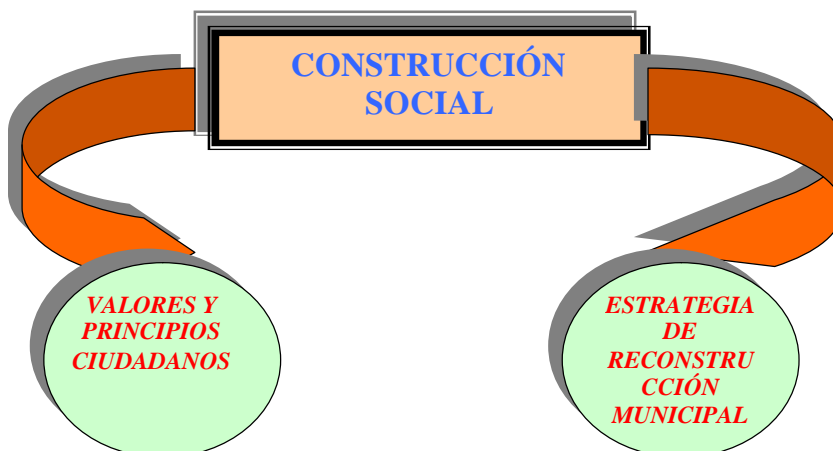 CONSTRUCCIÓN
SOCIAL
VALORES Y
PRINCIPIOS
CIUDADANOS
ESTRATEGIA
DE
RECONSTRU
CCIÓN
MUNICIPAL